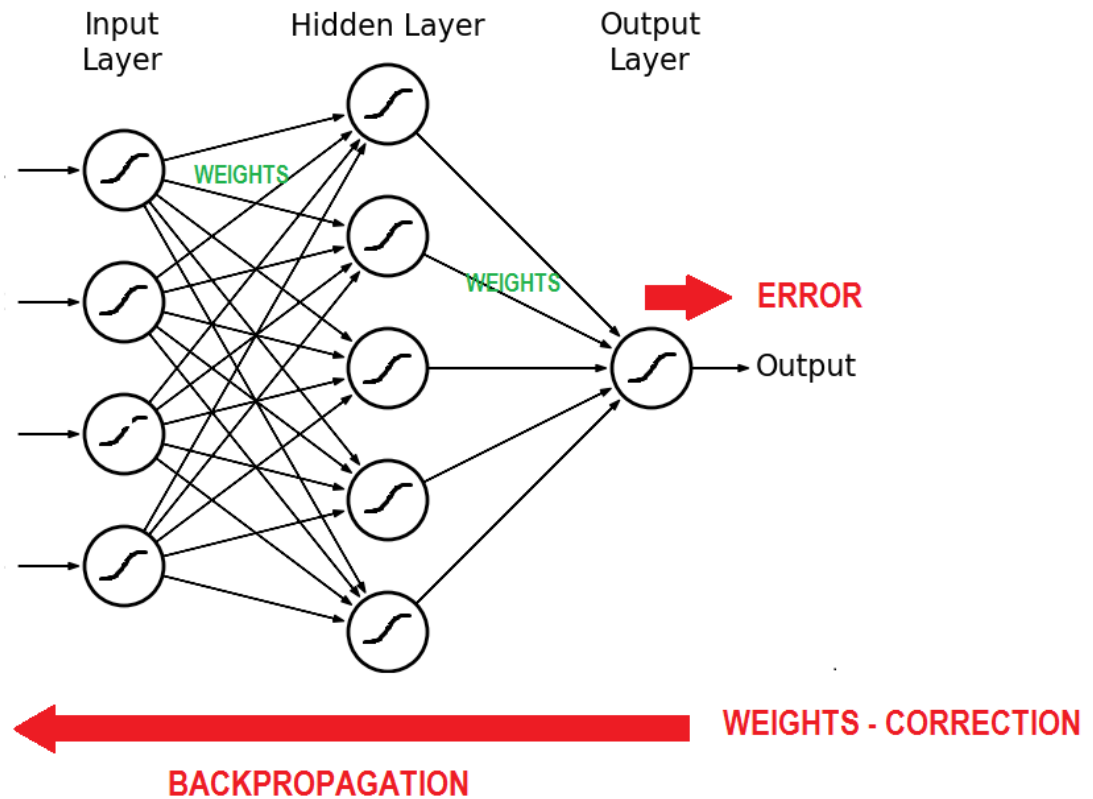 Input
Layer
Hidden Layer
Output
Layer
WEIGHTS
WEIGHTS
ERROR
Output
WEIGHTS - CORRECTION
BACKPROPAGATION